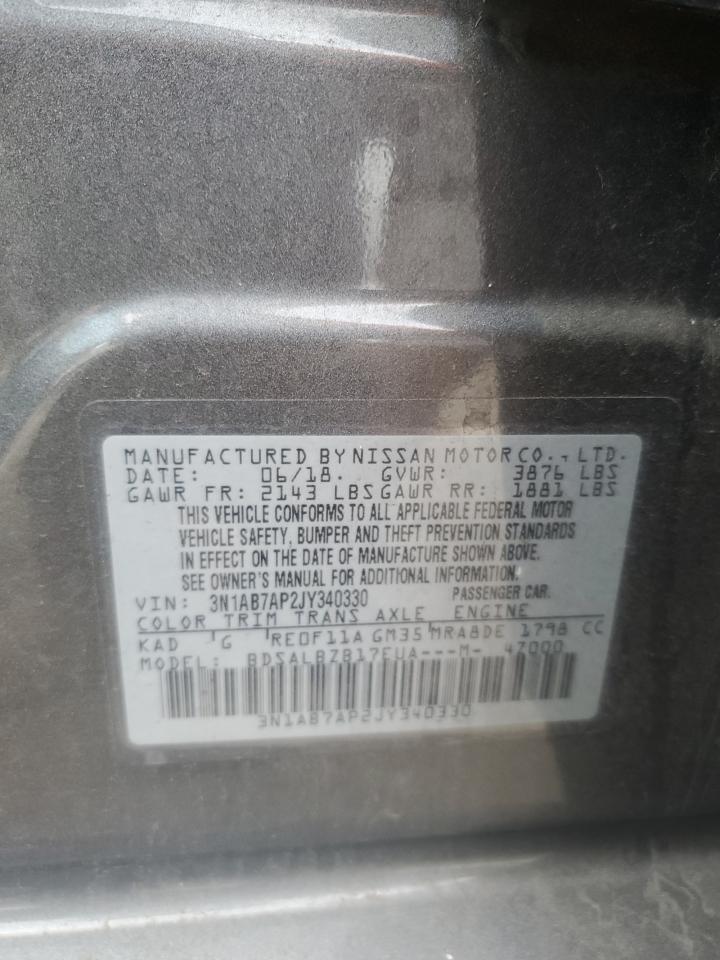 MANUFACTURED BY NISSAN MOTOR CO., LTD.
DATE: 06/18. GVWR: 3876 LBS
GAWR FR: 2143 LBS GAWR RR: 1881 LBS
THIS VEHICLE CONFORMS TO ALL APPLICABLE FEDERAL MOTOR
VEHICLE SAFETY, BUMPER AND THEFT PREVENTION STANDARDS
IN EFFECT ON THE DATE OF MANUFACTURE SHOWN ABOVE.
SEE OWNER'S MANUAL FOR ADDITIONAL INFORMATION.
VIN: 3N1AB7AP2JY340330 PASSENGER CAR.
COLOR TRIM TRANS AXLE ENGINE
KAD G RE0F11A GM35 MRA8DE 1798 CC
MODEL: 47000
3N1AB7AP2JY340330